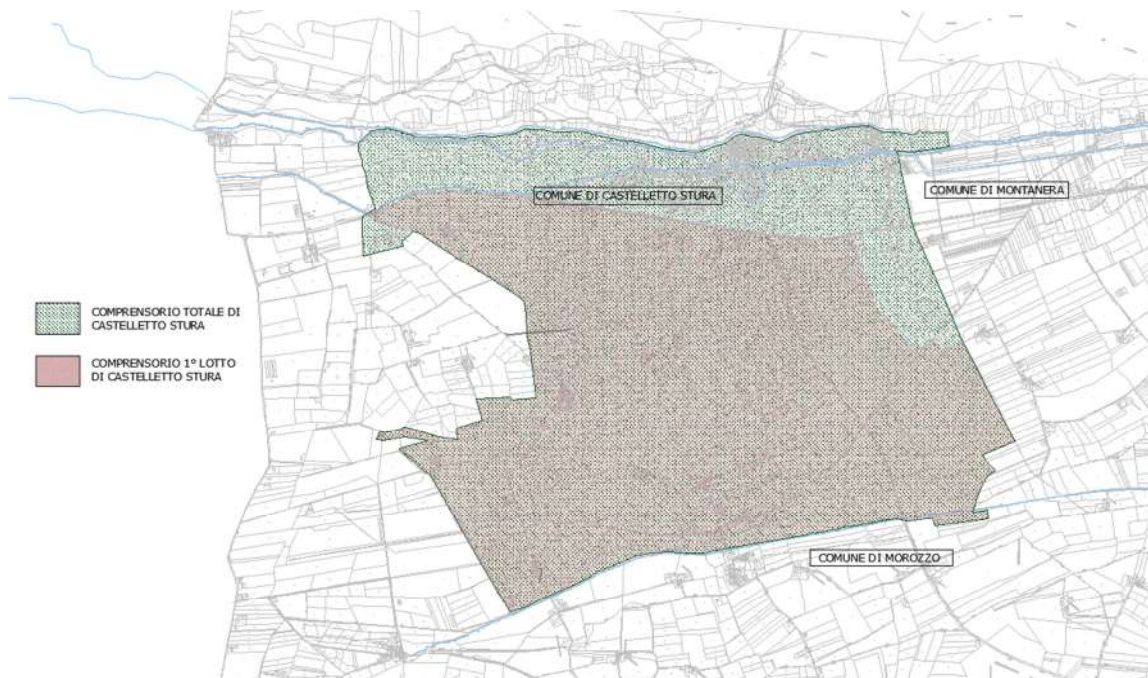 COMUNE DI CASTELLETTO STURA
COMUNE DI MONTANERA
COMPRENSORIO TOTALE DI
CASTELLETTO STURA
COMPRENSORIO 1° LOTTO
DI CASTELLETTO STURA
COMUNE DI MOROZZO